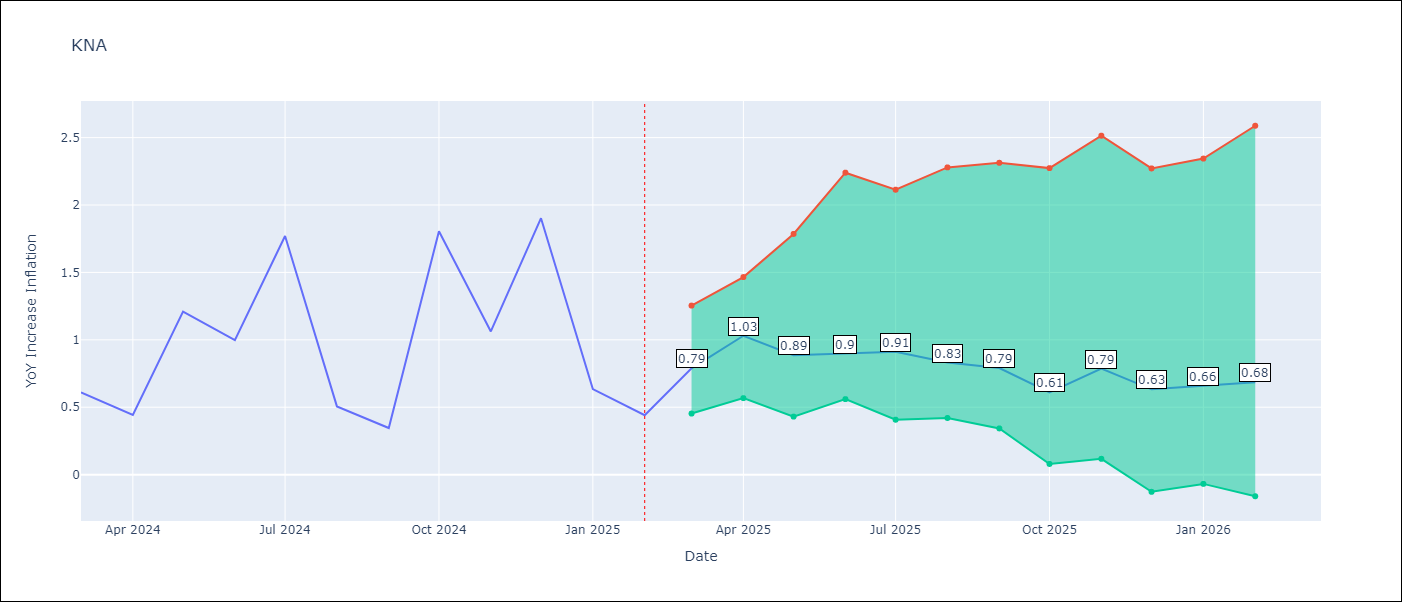 KNA
YoY Increase Inflation
2.5
2
1.5
1
0.5
0
0.79
1.03
0.89
0.9
0.91
0.83
0.79
0.61
0.79
0.63
0.66
0.68
Apr 2024
Jul 2024
Oct 2024
Jan 2025
Apr 2025
Jul 2025
Oct 2025
Jan 2026
Date